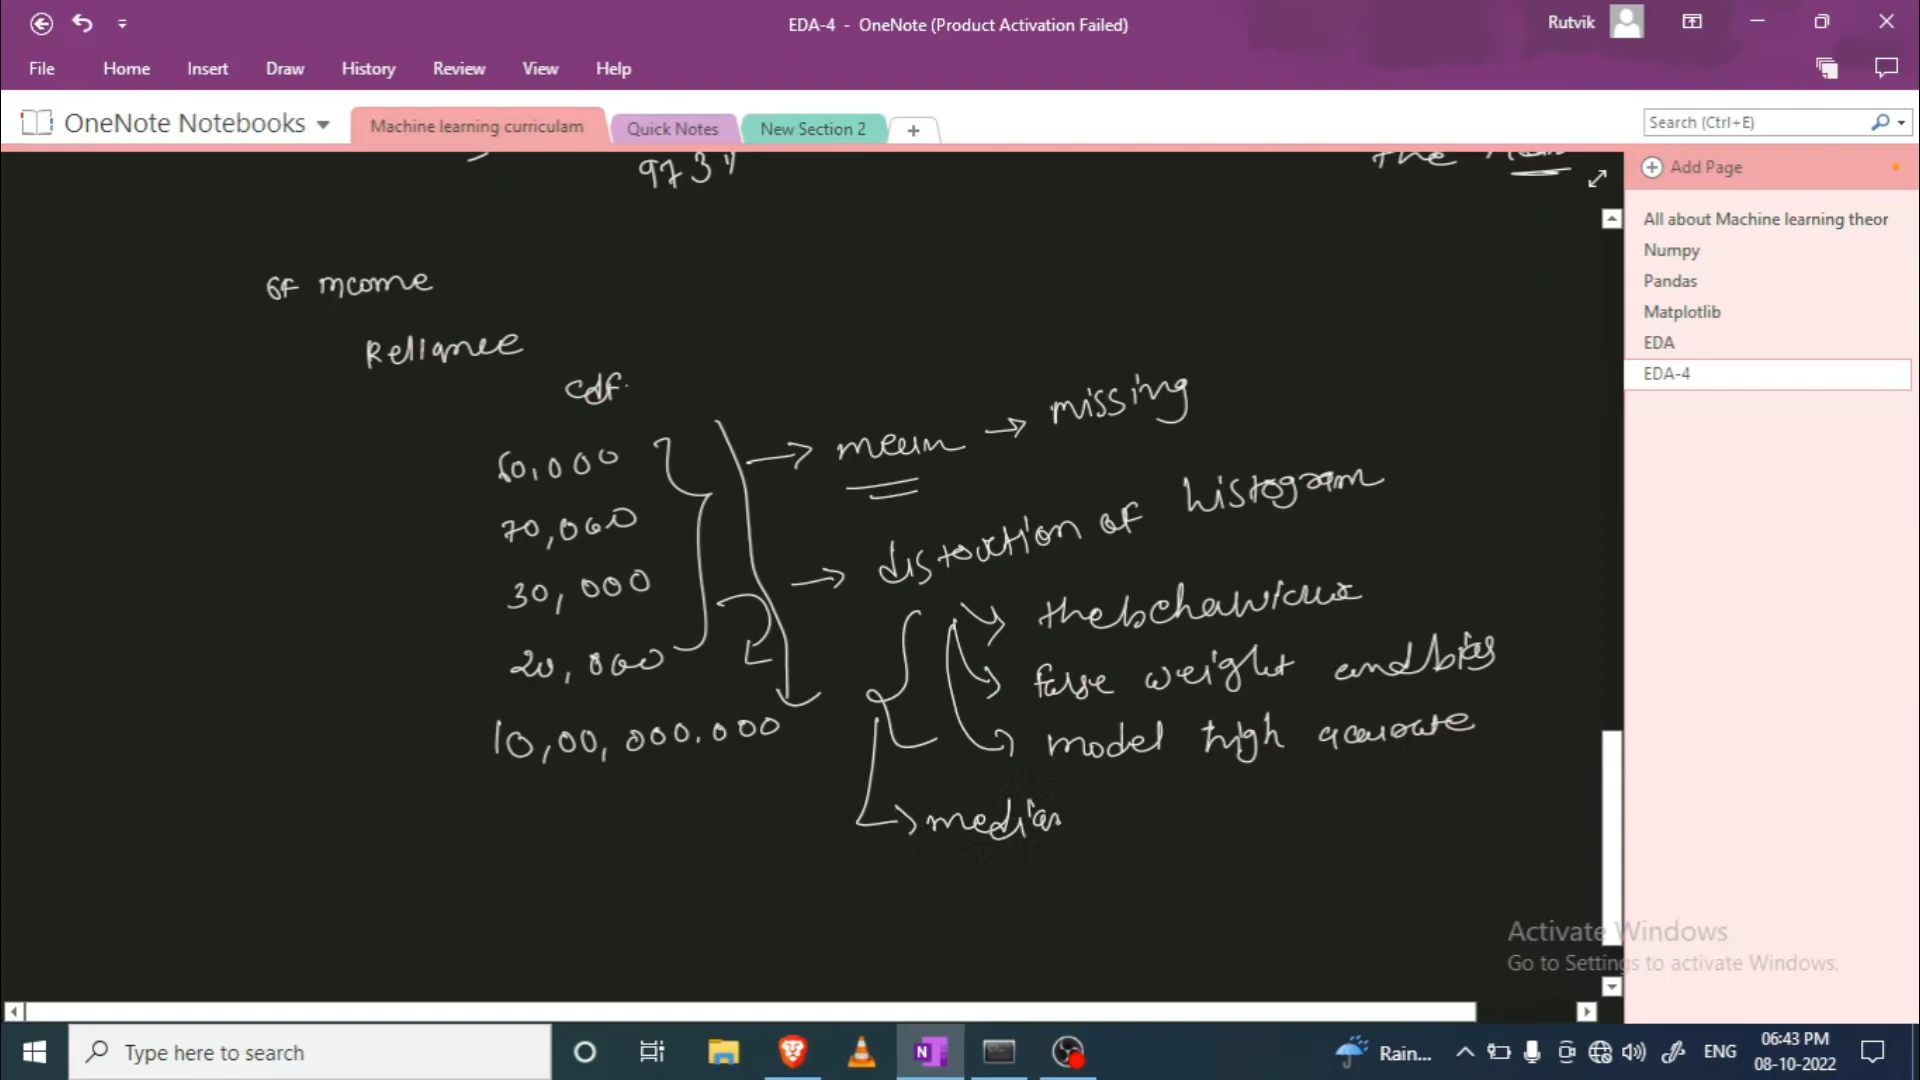 EDA-4 - OneNote (Product Activation Failed)
Rutvik
File Home Insert Draw History Review View Help
OneNote Notebooks
Machine learning curriculam
Quick Notes
New Section 2
Search (Ctrl+E)
Add Page
All about Machine learning theor
Numpy
Pandas
Matplotlib
EDA
EDA-4
the
income
Reliance
cdf.
70,000
30,000
20,000
10,00,000.000
→ mean → missing
→ distortion of histogram
the behaviour
false weight and bias
model high accurate
median
Activate Windows
Go to Settings to activate Windows.
Type here to search
Rain...
ENG
06:43 PM
08-10-2022